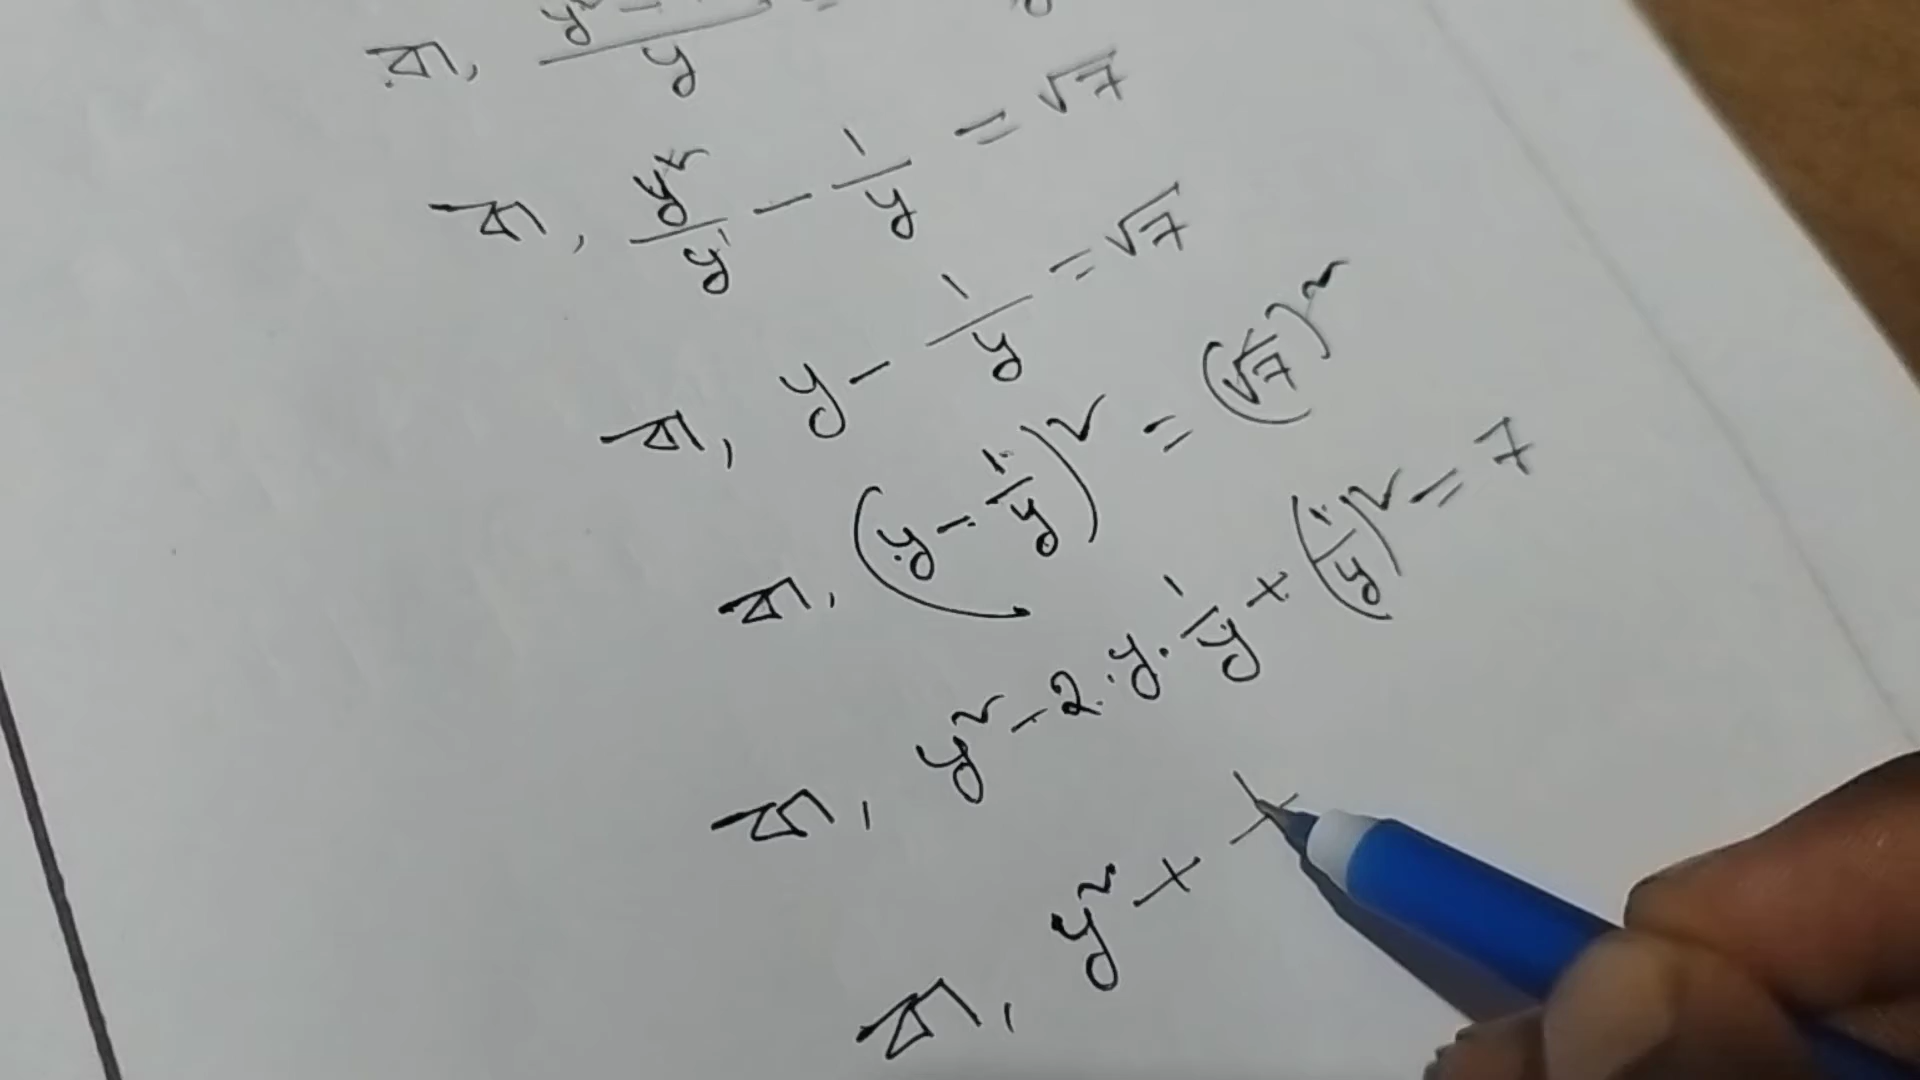 বা, y² − / y =
বা, y²/y − 1/y = √7
বা, y − 1/y = √7
বা, (y − 1/y)² = (√7)²
বা, y² − 2·y·1/y + (1/y)² = 7
বা, y² + 1